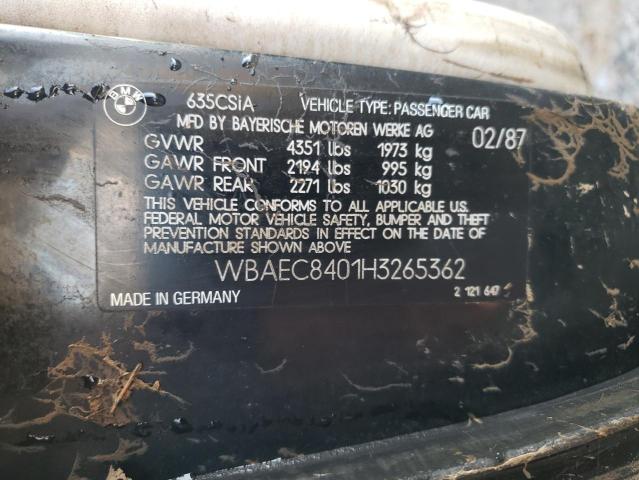 BMW
635CSiA VEHICLE TYPE: PASSENGER CAR
MFD BY BAYERISCHE MOTOREN WERKE AG 02/87
GVWR 4351 lbs 1973 kg
GAWR FRONT 2194 lbs 995 kg
GAWR REAR 2271 lbs 1030 kg
THIS VEHICLE CONFORMS TO ALL APPLICABLE U.S.
FEDERAL MOTOR VEHICLE SAFETY, BUMPER AND THEFT
PREVENTION STANDARDS IN EFFECT ON THE DATE OF
MANUFACTURE SHOWN ABOVE
WBAEC8401H3265362
MADE IN GERMANY 2 121 647